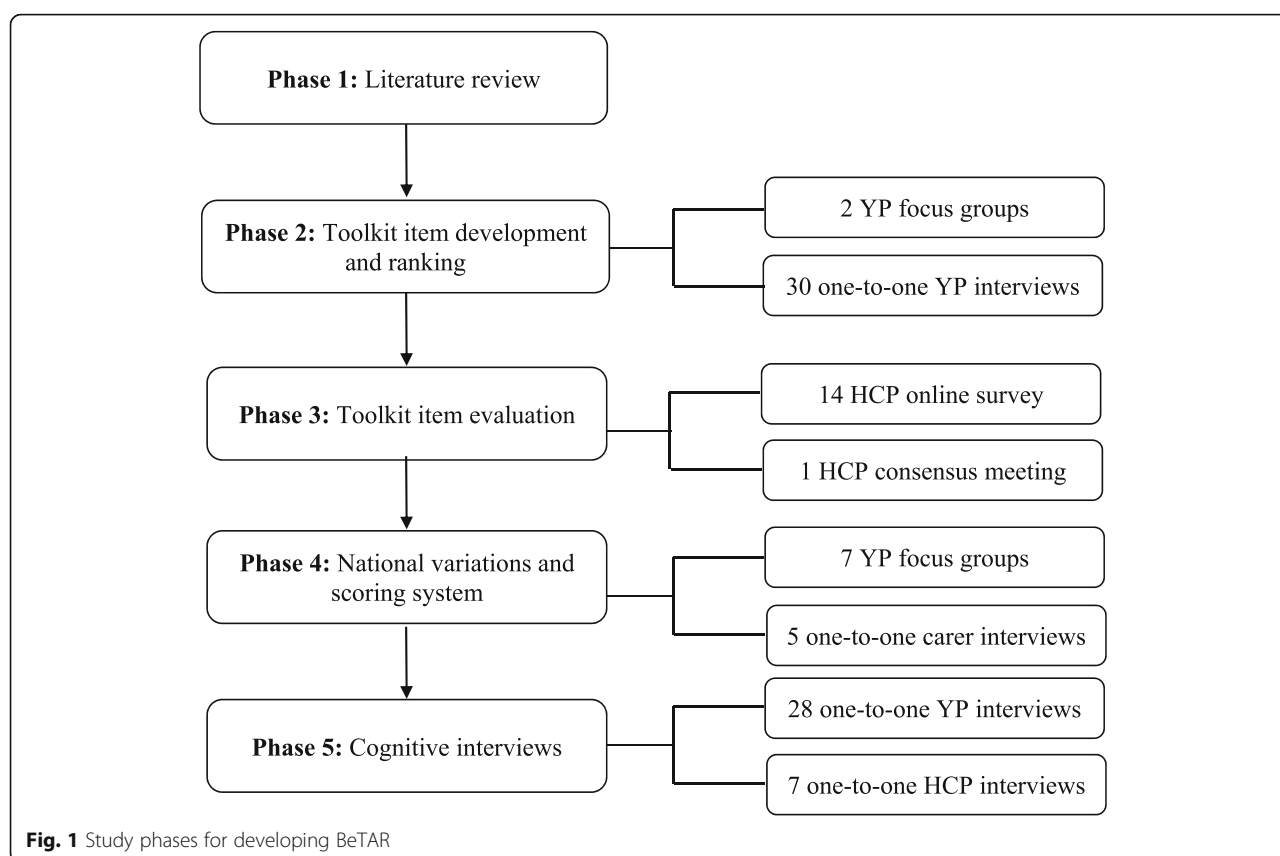 Phase 1: Literature review
Phase 2: Toolkit item development
and ranking
2 YP focus groups
30 one-to-one YP interviews
Phase 3: Toolkit item evaluation
14 HCP online survey
1 HCP consensus meeting
Phase 4: National variations and
scoring system
7 YP focus groups
5 one-to-one carer interviews
Phase 5: Cognitive interviews
28 one-to-one YP interviews
7 one-to-one HCP interviews
Fig. 1 Study phases for developing BeTAR